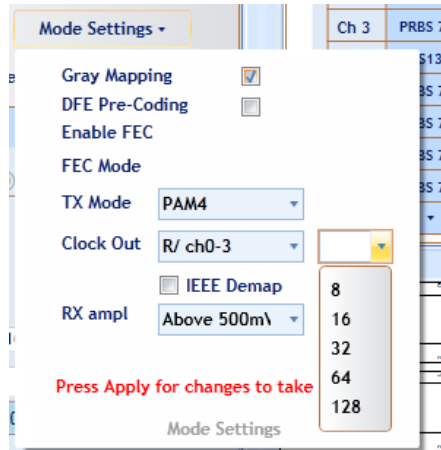 Mode Settings
Ch 3 PRBS 7
Gray Mapping
DFE Pre-Coding
Enable FEC
FEC Mode
TX Mode PAM4
Clock Out R/ ch0-3
IEEE Demap
RX ampl Above 500m
8
16
32
64
128
Press Apply for changes to take
Mode Settings